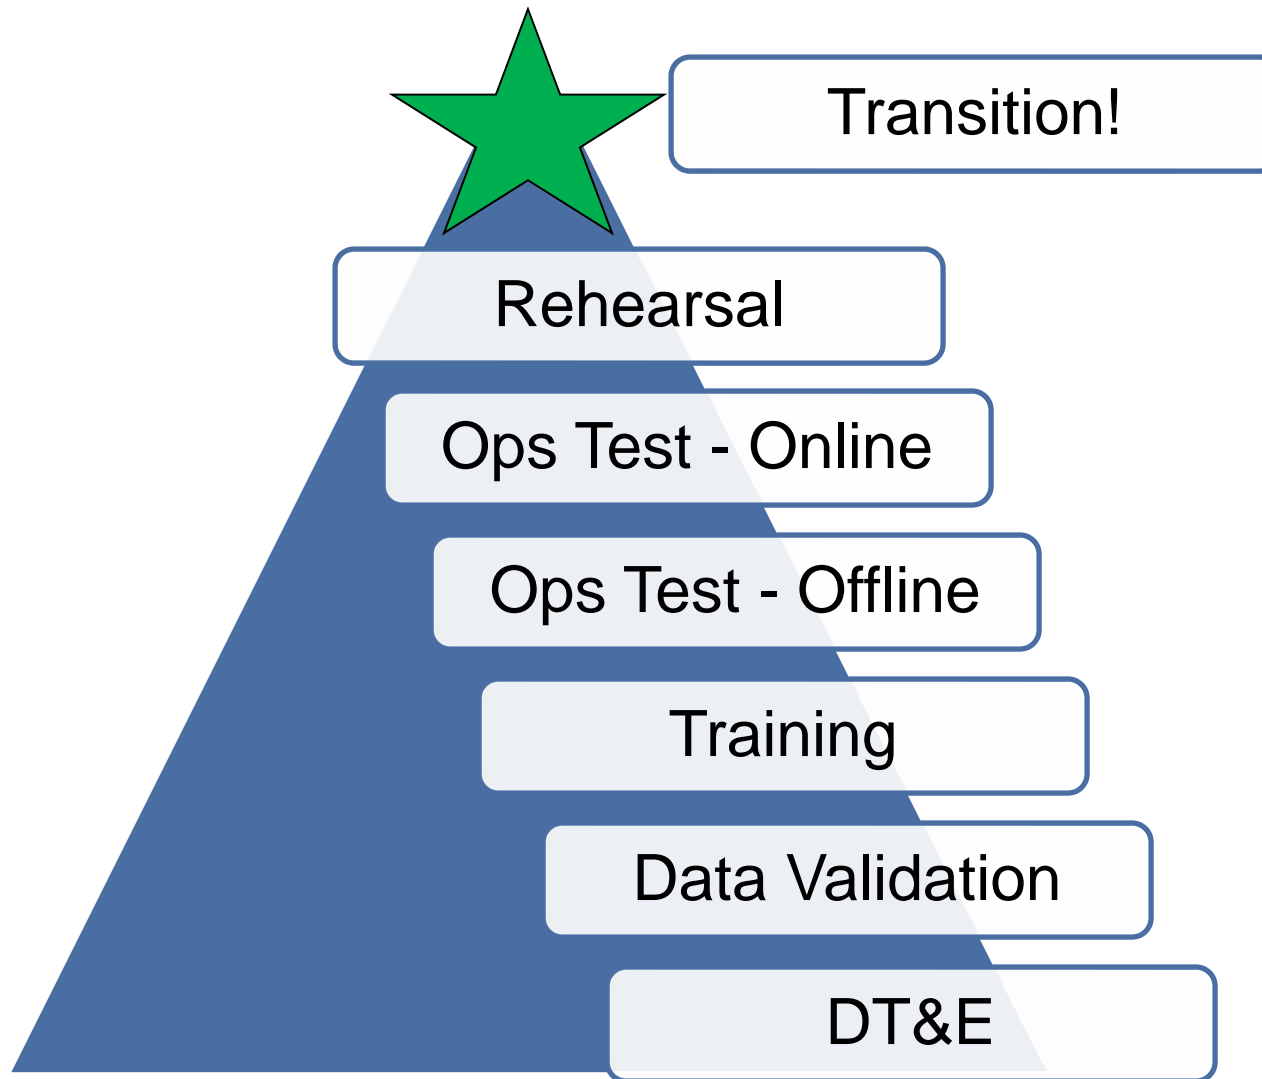 Transition!
Rehearsal
Ops Test - Online
Ops Test - Offline
Training
Data Validation
DT&E